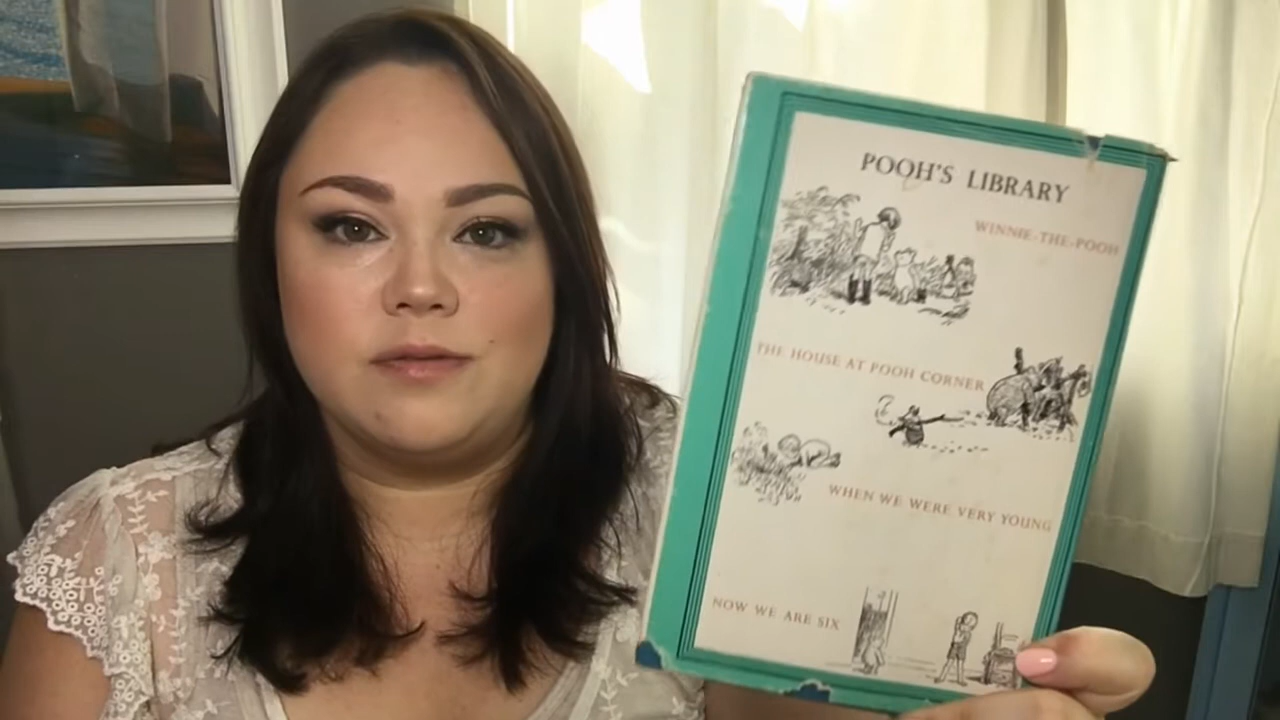 POOH'S LIBRARY
WINNIE-THE-POOH
THE HOUSE AT POOH CORNER
WHEN WE WERE VERY YOUNG
NOW WE ARE SIX